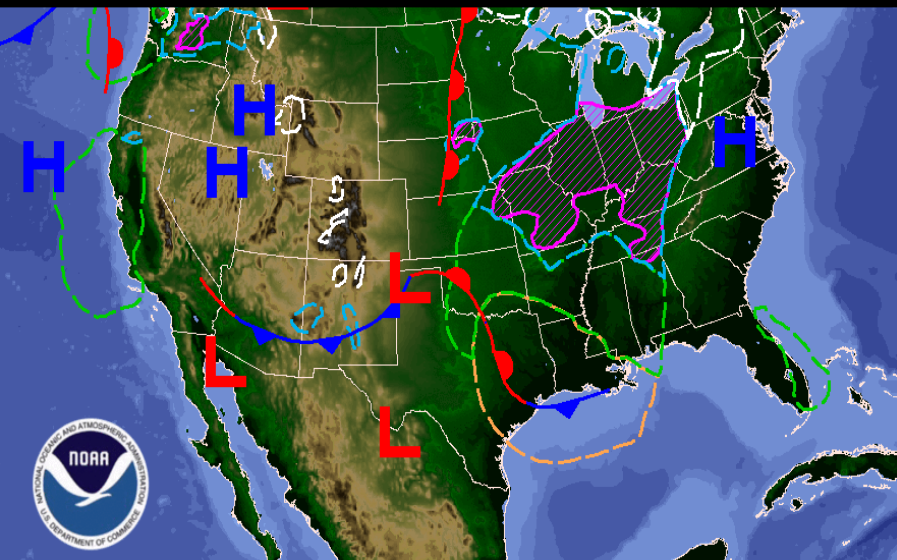 H
H
H
H
L
L
L
NATIONAL OCEANIC AND ATMOSPHERIC ADMINISTRATION
NOAA
U.S. DEPARTMENT OF COMMERCE